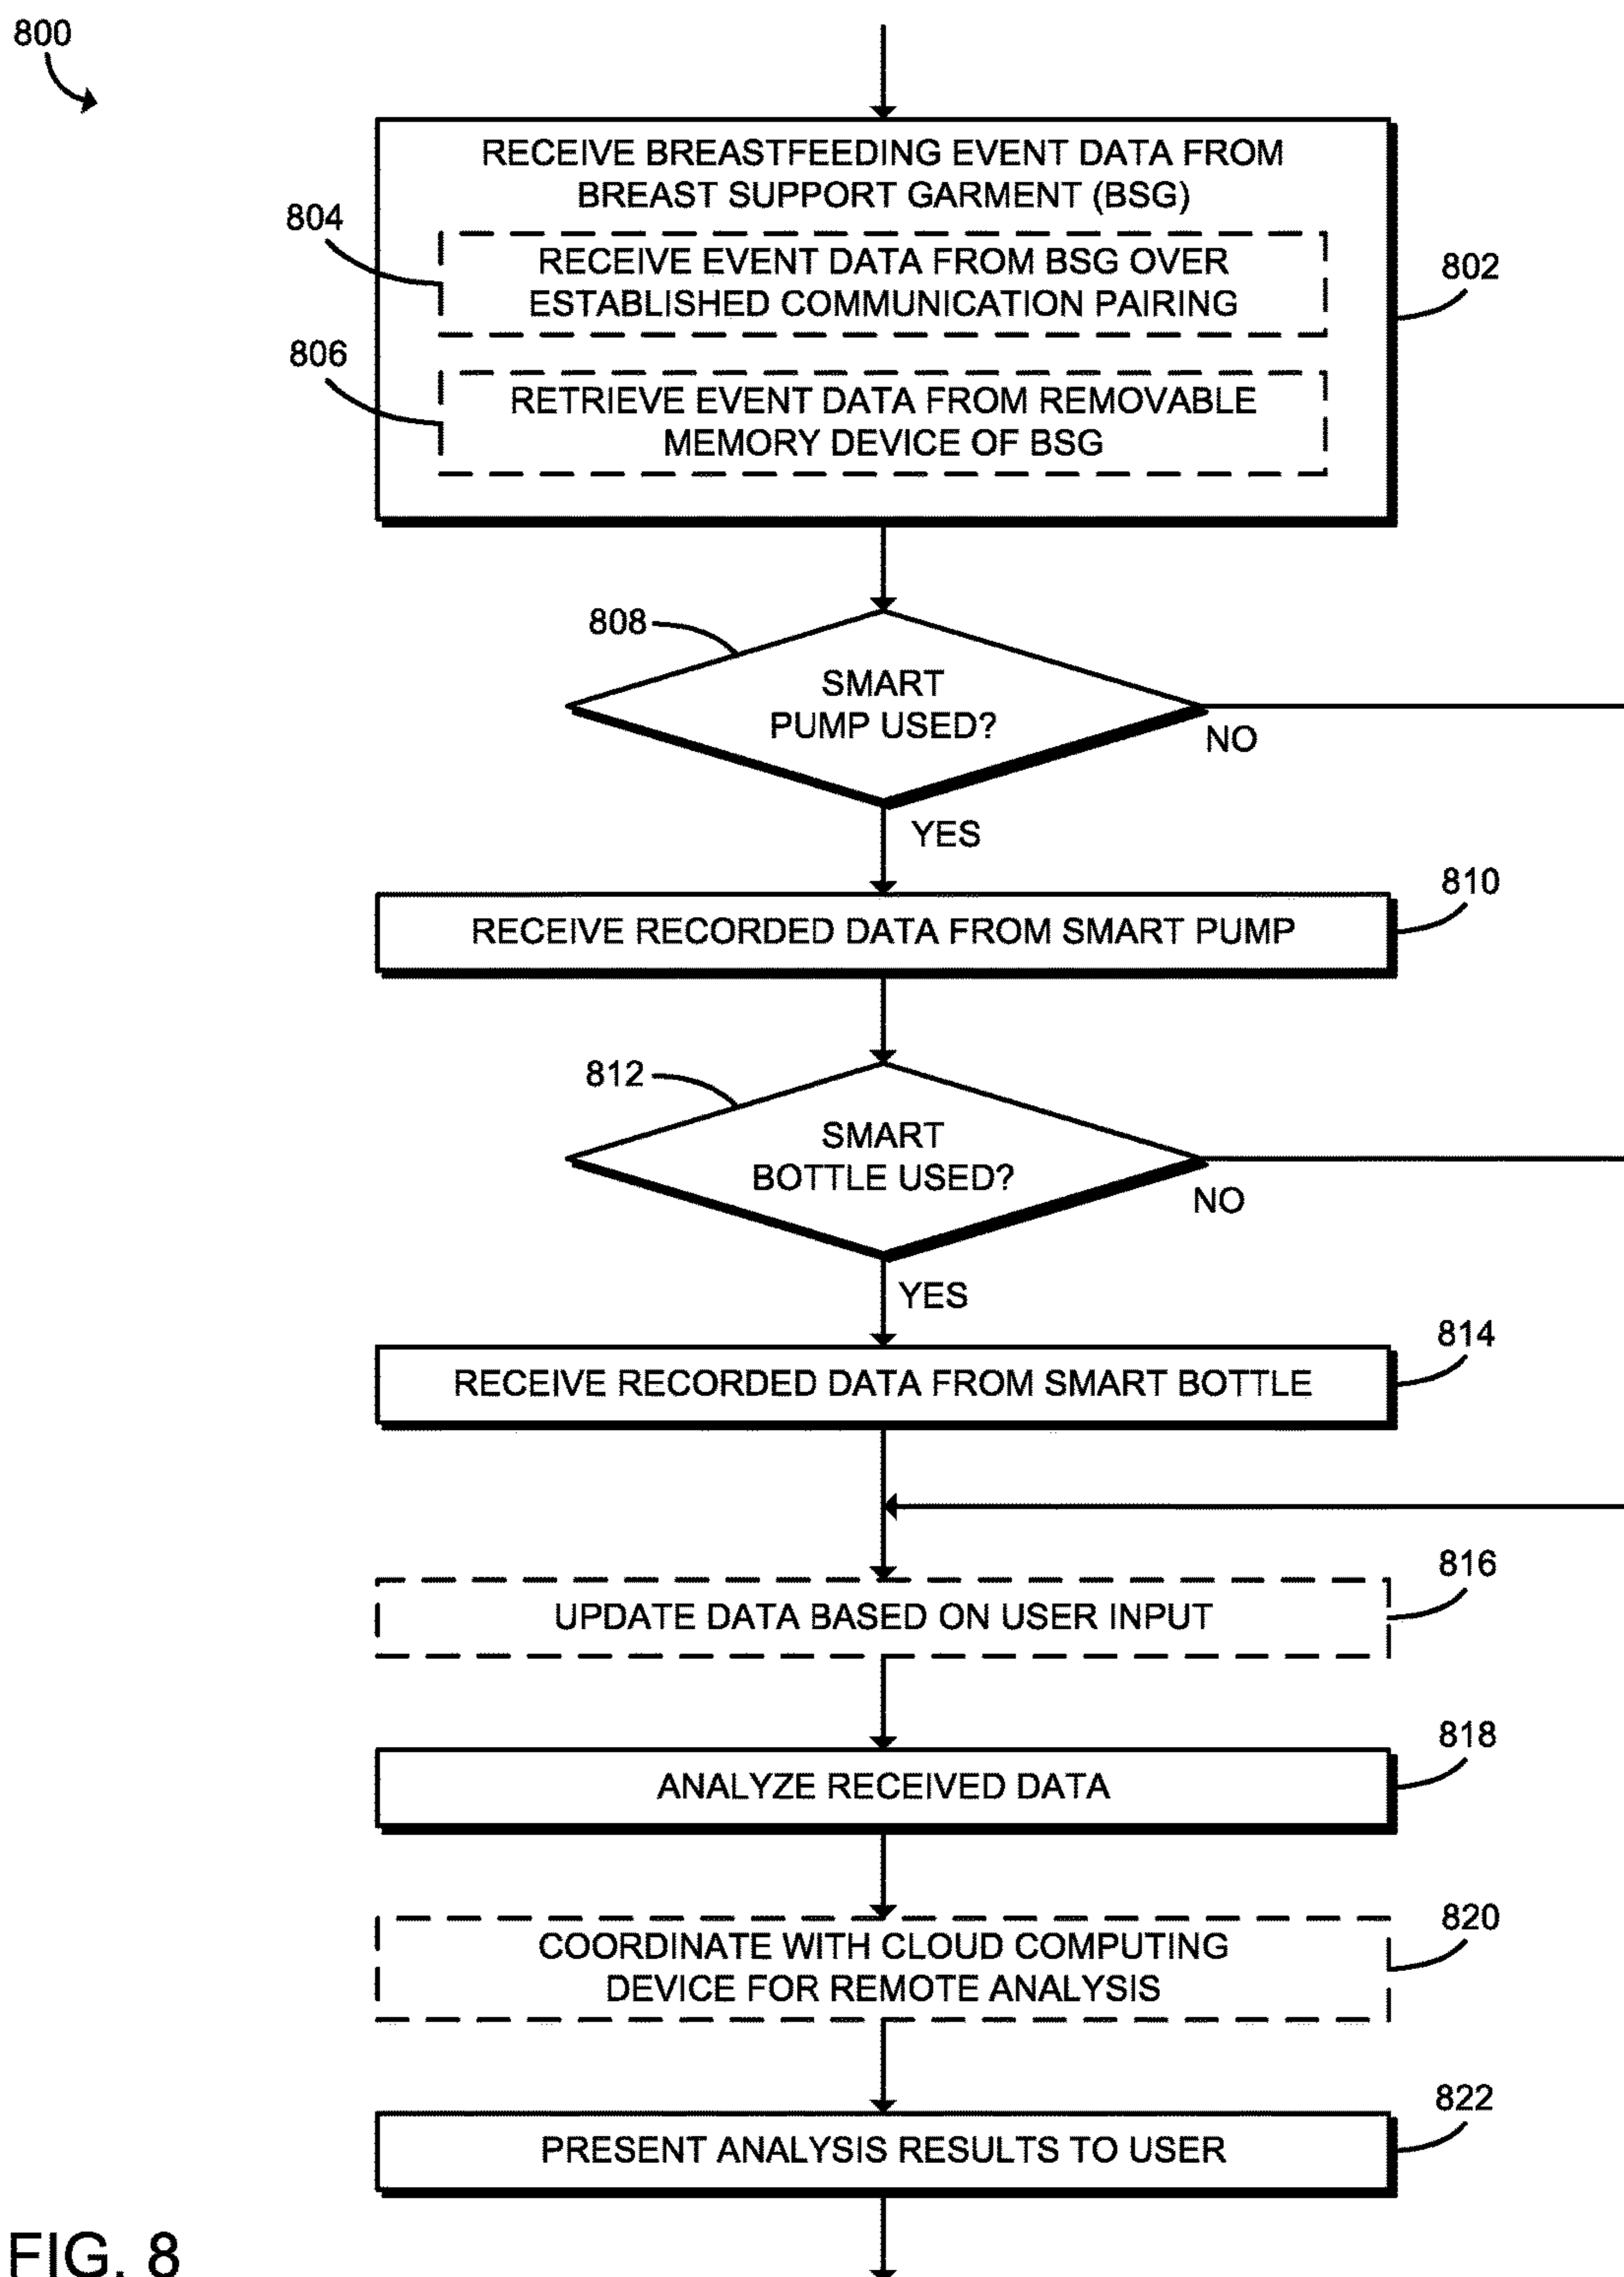 800
RECEIVE BREASTFEEDING EVENT DATA FROM
BREAST SUPPORT GARMENT (BSG)
804
RECEIVE EVENT DATA FROM BSG OVER
ESTABLISHED COMMUNICATION PAIRING
802
806
RETRIEVE EVENT DATA FROM REMOVABLE
MEMORY DEVICE OF BSG
808
SMART
PUMP USED?
NO
YES
810
RECEIVE RECORDED DATA FROM SMART PUMP
812
SMART
BOTTLE USED?
NO
YES
814
RECEIVE RECORDED DATA FROM SMART BOTTLE
816
UPDATE DATA BASED ON USER INPUT
818
ANALYZE RECEIVED DATA
820
COORDINATE WITH CLOUD COMPUTING
DEVICE FOR REMOTE ANALYSIS
822
PRESENT ANALYSIS RESULTS TO USER
FIG. 8